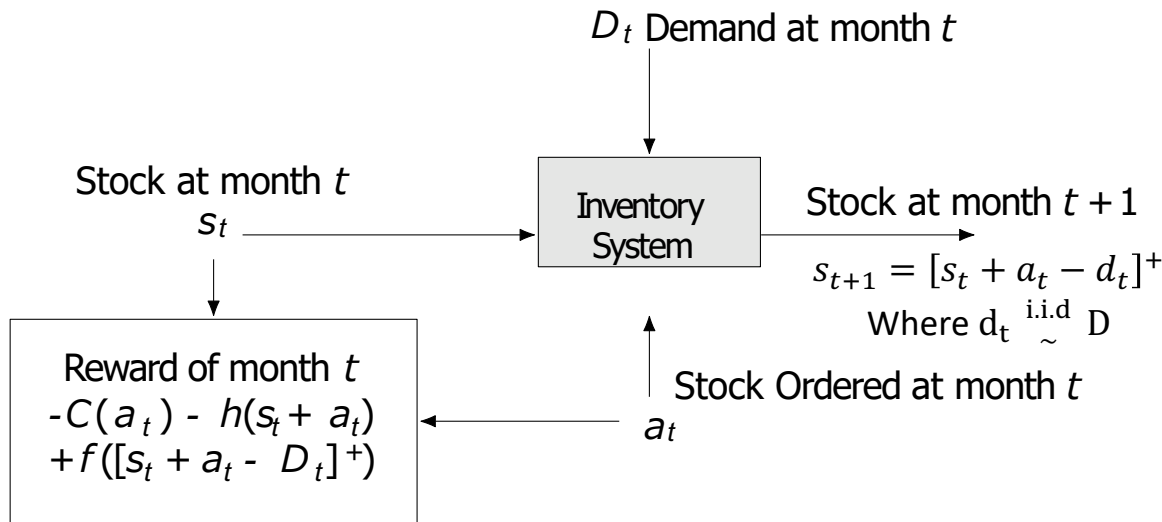 D_t Demand at month t
Stock at month t
s_t
Inventory
System
Stock at month t + 1
s_{t+1} = [s_t + a_t − d_t]^+
Where d_t i.i.d ~ D
Reward of month t
-C(a_t) - h(s_t + a_t)
+f([s_t + a_t - D_t]^+)
Stock Ordered at month t
a_t